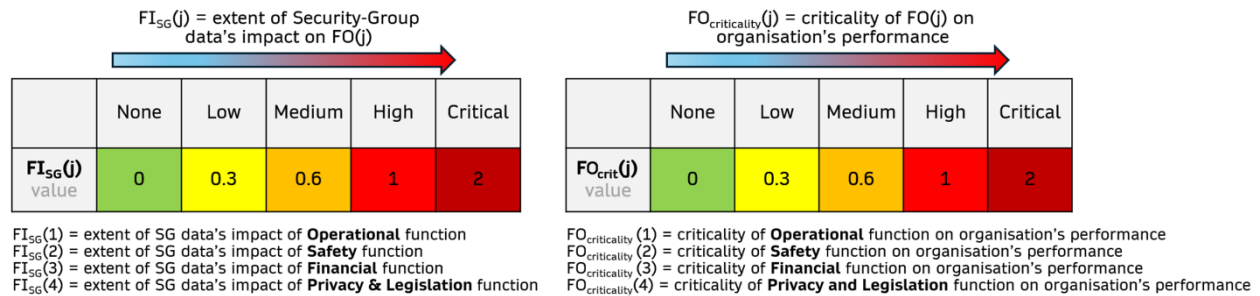 FI_SG(j) = extent of Security-Group
data's impact on FO(j)
None Low Medium High Critical
FI_SG(j)
value 0 0.3 0.6 1 2
FI_SG(1) = extent of SG data's impact of Operational function
FI_SG(2) = extent of SG data's impact of Safety function
FI_SG(3) = extent of SG data's impact of Financial function
FI_SG(4) = extent of SG data's impact of Privacy & Legislation function
FO_criticality(j) = criticality of FO(j) on
organisation's performance
None Low Medium High Critical
FO_crit(j)
value 0 0.3 0.6 1 2
FO_criticality (1) = criticality of Operational function on organisation's performance
FO_criticality (2) = criticality of Safety function on organisation's performance
FO_criticality (3) = criticality of Financial function on organisation's performance
FO_criticality(4) = criticality of Privacy and Legislation function on organisation's performance